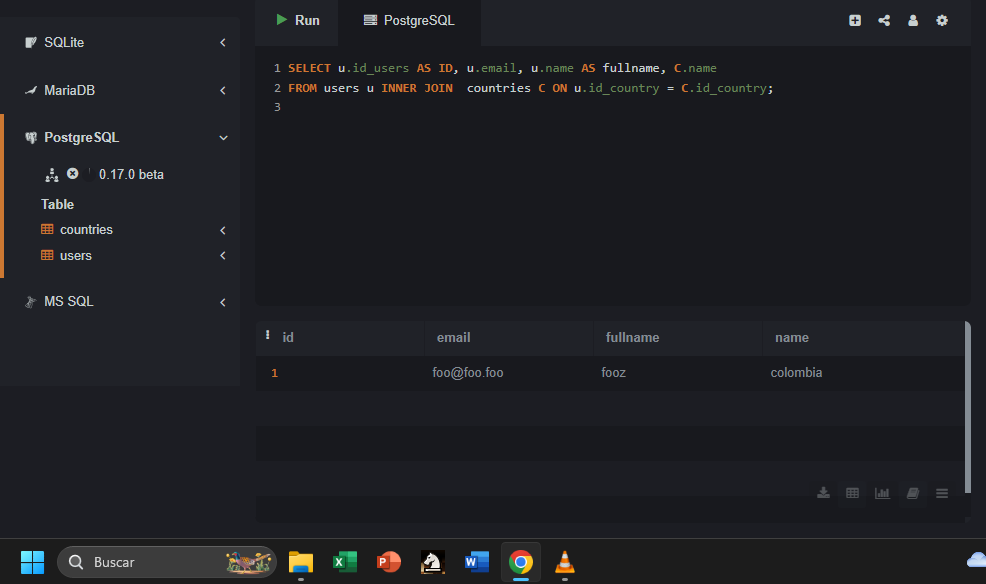 SQLite
MariaDB
PostgreSQL
0.17.0 beta
Table
countries
users
MS SQL
Run
PostgreSQL
1 SELECT u.id_users AS ID, u.email, u.name AS fullname, C.name
2 FROM users u INNER JOIN  countries C ON u.id_country = C.id_country;
3
id email fullname name
1 foo@foo.foo fooz colombia
Buscar